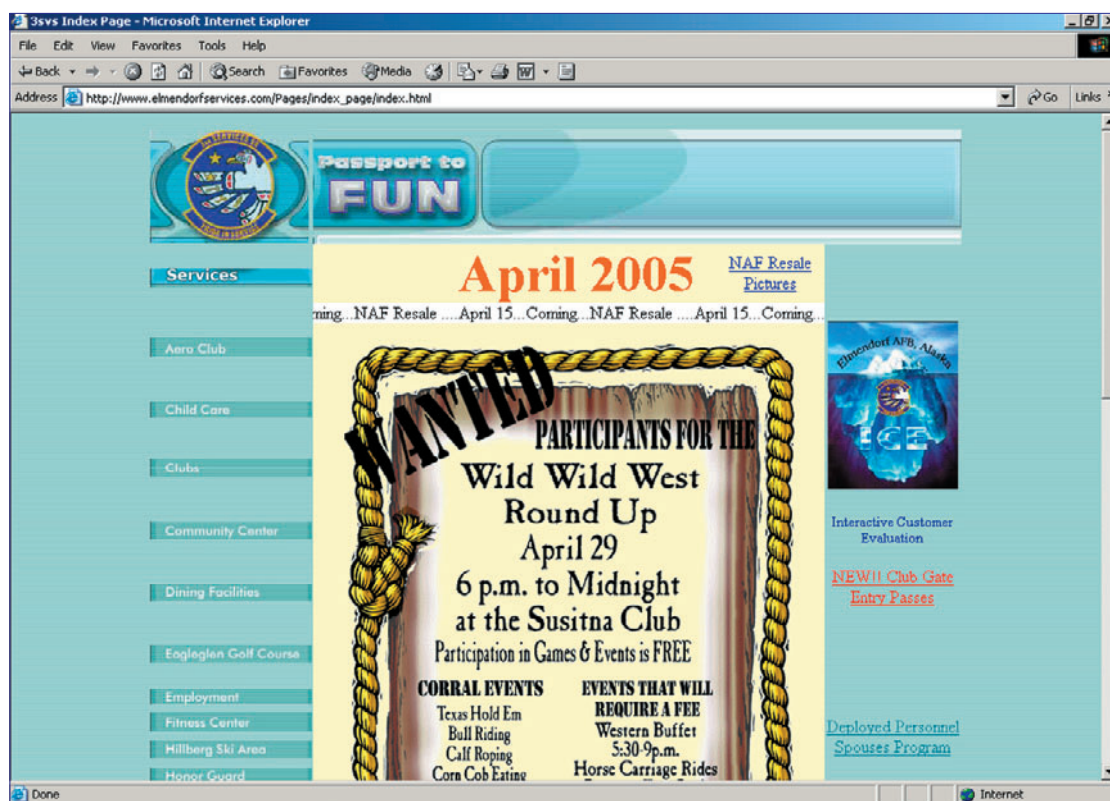 3svs Index Page - Microsoft Internet Explorer
File Edit View Favorites Tools Help
Back Search Favorites Media
Address http://www.elmendorfservices.com/Pages/index_page/index.html Go Links
Passport to
FUN
Services
Aero Club
Child Care
Clubs
Community Center
Dining Facilities
Eagleglen Golf Course
Employment
Fitness Center
Hillberg Ski Area
Honor Guard
April 2005
NAF Resale
Pictures
ming...NAF Resale ....April 15...Coming...NAF Resale ....April 15...Coming...
WANTED
PARTICIPANTS FOR THE
Wild Wild West
Round Up
April 29
6 p.m. to Midnight
at the Susitna Club
Participation in Games & Events is FREE
CORRAL EVENTS
Texas Hold Em
Bull Riding
Calf Roping
Corn Cob Eating
EVENTS THAT WILL
REQUIRE A FEE
Western Buffet
5:30-9p.m.
Horse Carriage Rides
Elmendorf AFB, Alaska
ICE
Interactive Customer
Evaluation
NEW!! Club Gate
Entry Passes
Deployed Personnel
Spouses Program
Done
Internet